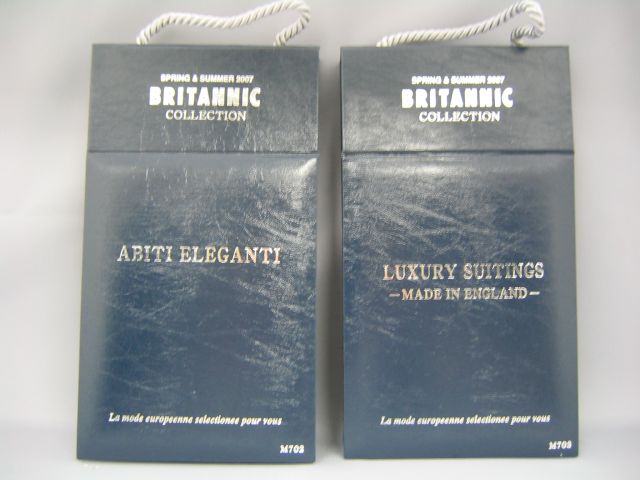 SPRING & SUMMER 2007
BRITANNIC
COLLECTION
ABITI ELEGANTI
La mode europeenne selectionee pour vous
M702
SPRING & SUMMER 2007
BRITANNIC
COLLECTION
LUXURY SUITINGS
-MADE IN ENGLAND-
La mode europeenne selectionee pour vous
M702